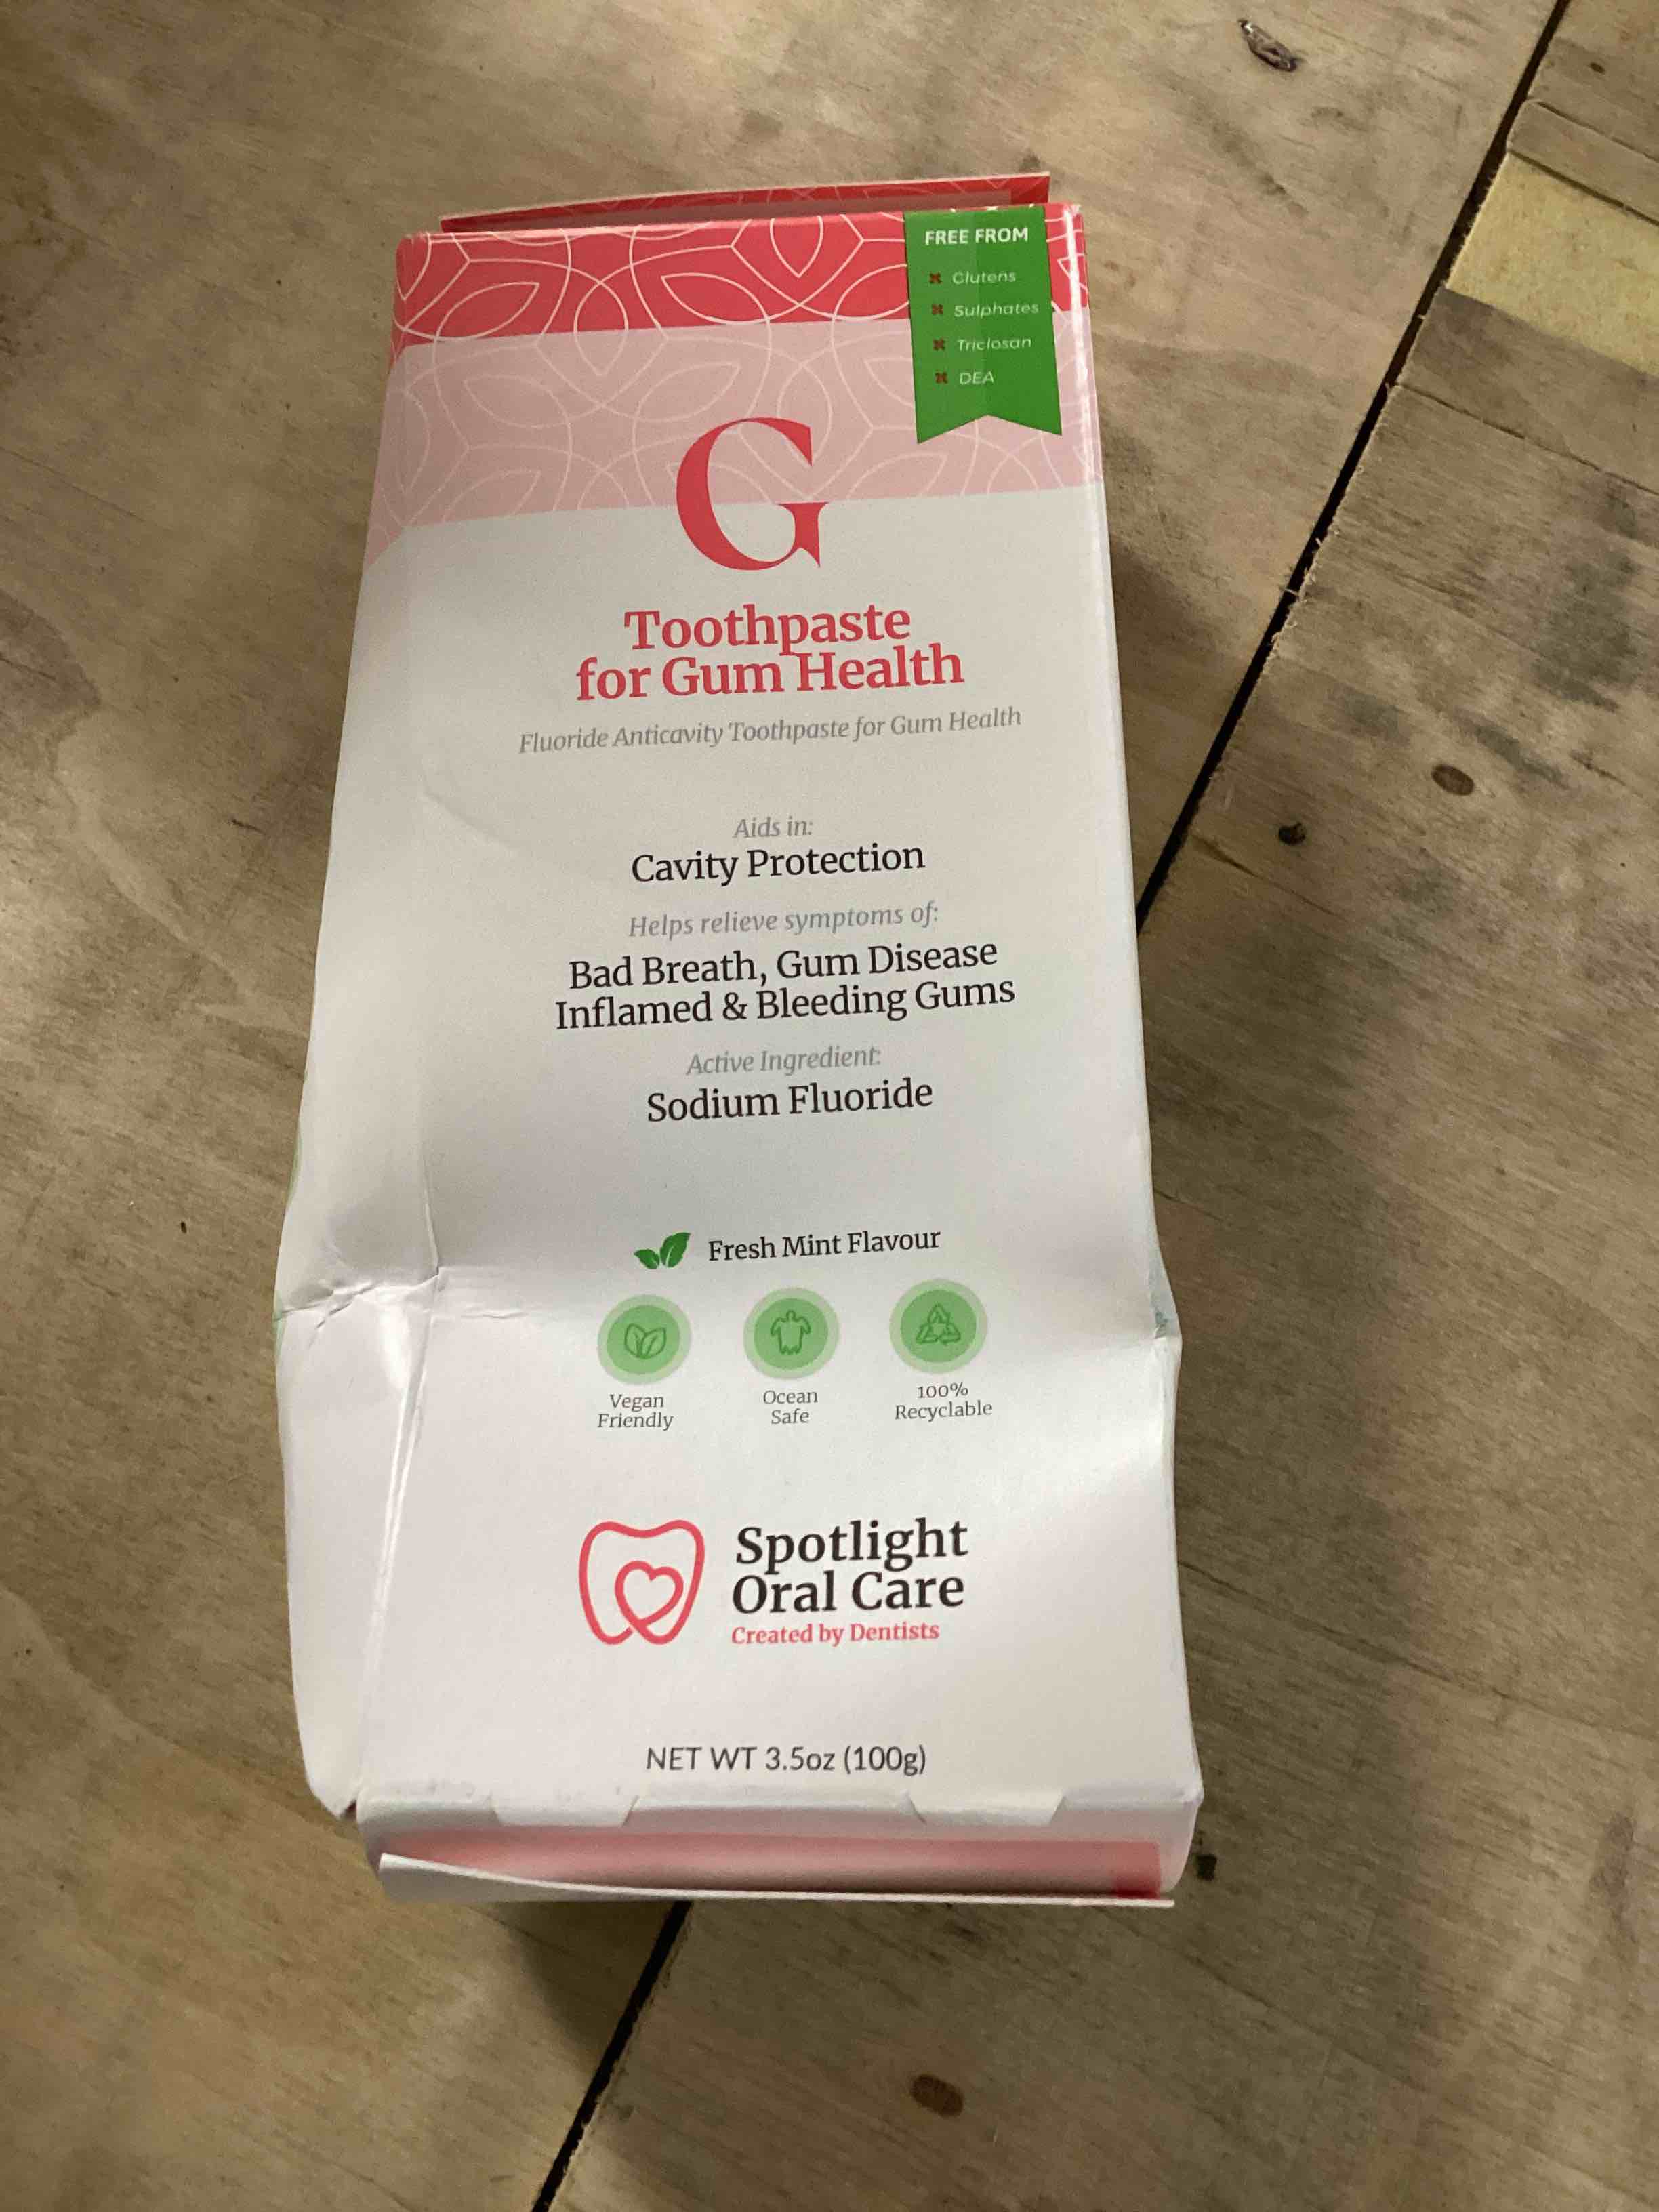 FREE FROM
Glutens
Sulphates
Triclosan
DEA
G
Toothpaste
for Gum Health
Fluoride Anticavity Toothpaste for Gum Health
Aids in:
Cavity Protection
Helps relieve symptoms of:
Bad Breath, Gum Disease
Inflamed & Bleeding Gums
Active Ingredient:
Sodium Fluoride
Fresh Mint Flavour
Vegan
Friendly
Ocean
Safe
100%
Recyclable
Spotlight
Oral Care
Created by Dentists
NET WT 3.5oz (100g)